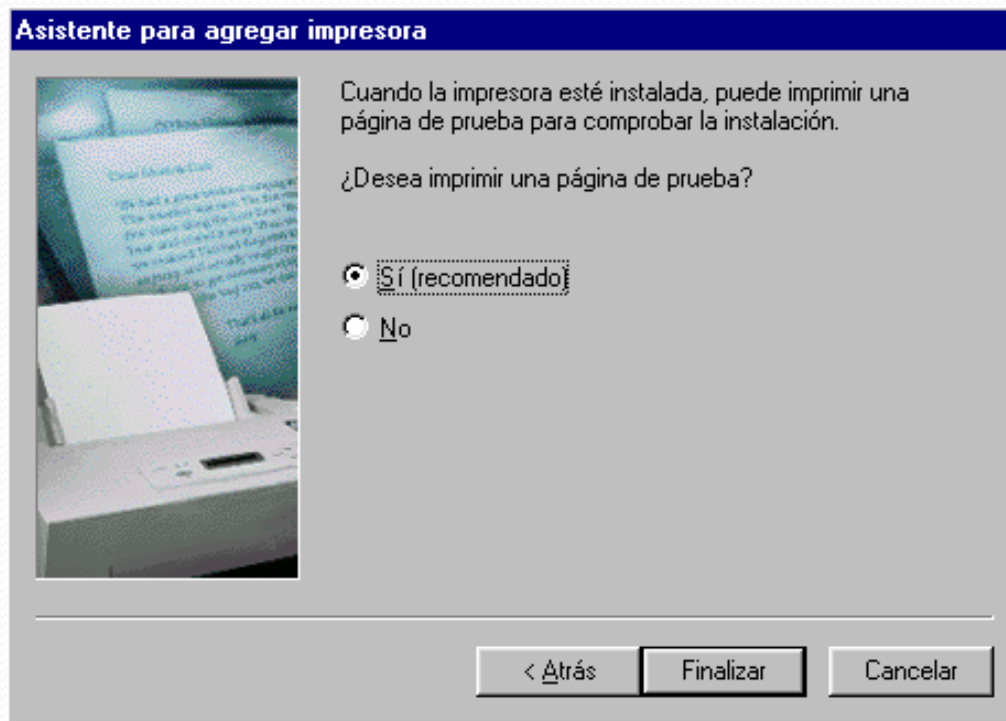 Asistente para agregar impresora
Cuando la impresora esté instalada, puede imprimir una
página de prueba para comprobar la instalación.
¿Desea imprimir una página de prueba?
Sí (recomendado)
No
< Atrás
Finalizar
Cancelar